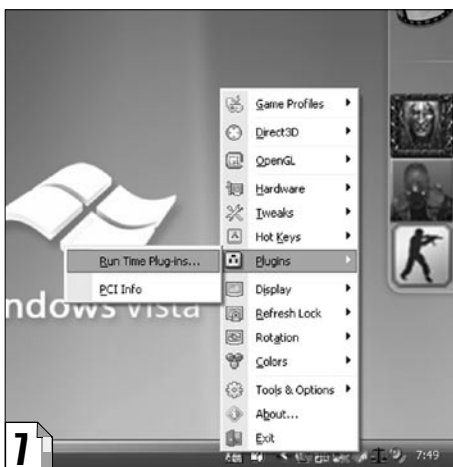 Game Profiles
Direct3D
OpenGL
Hardware
Tweaks
Hot Keys
Run Time Plug-ins...
Plugins
PCI Info
Display
ndows Vista
Refresh Lock
Rotation
Colors
Tools & Options
About...
Exit
7
7:49